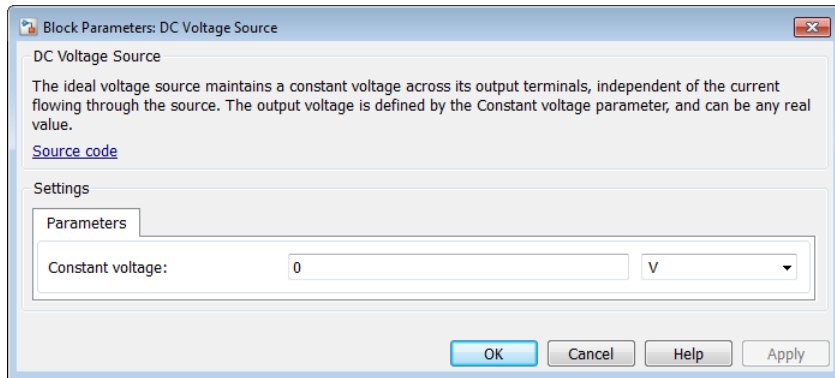 Block Parameters: DC Voltage Source
DC Voltage Source
The ideal voltage source maintains a constant voltage across its output terminals, independent of the current
flowing through the source. The output voltage is defined by the Constant voltage parameter, and can be any real
value.
Source code
Settings
Parameters
Constant voltage: 0 V
OK Cancel Help Apply